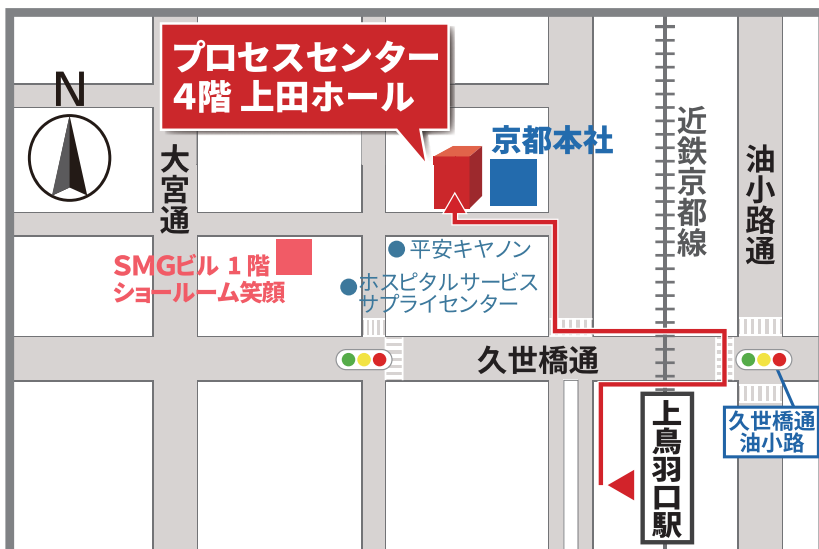 プロセスセンター
4階 上田ホール
N
京都本社
近鉄京都線
大宮通
油小路通
SMGビル 1階
ショールーム笑顔
平安キヤノン
ホスピタルサービス
サプライセンター
久世橋通
久世橋通
油小路
上鳥羽口駅